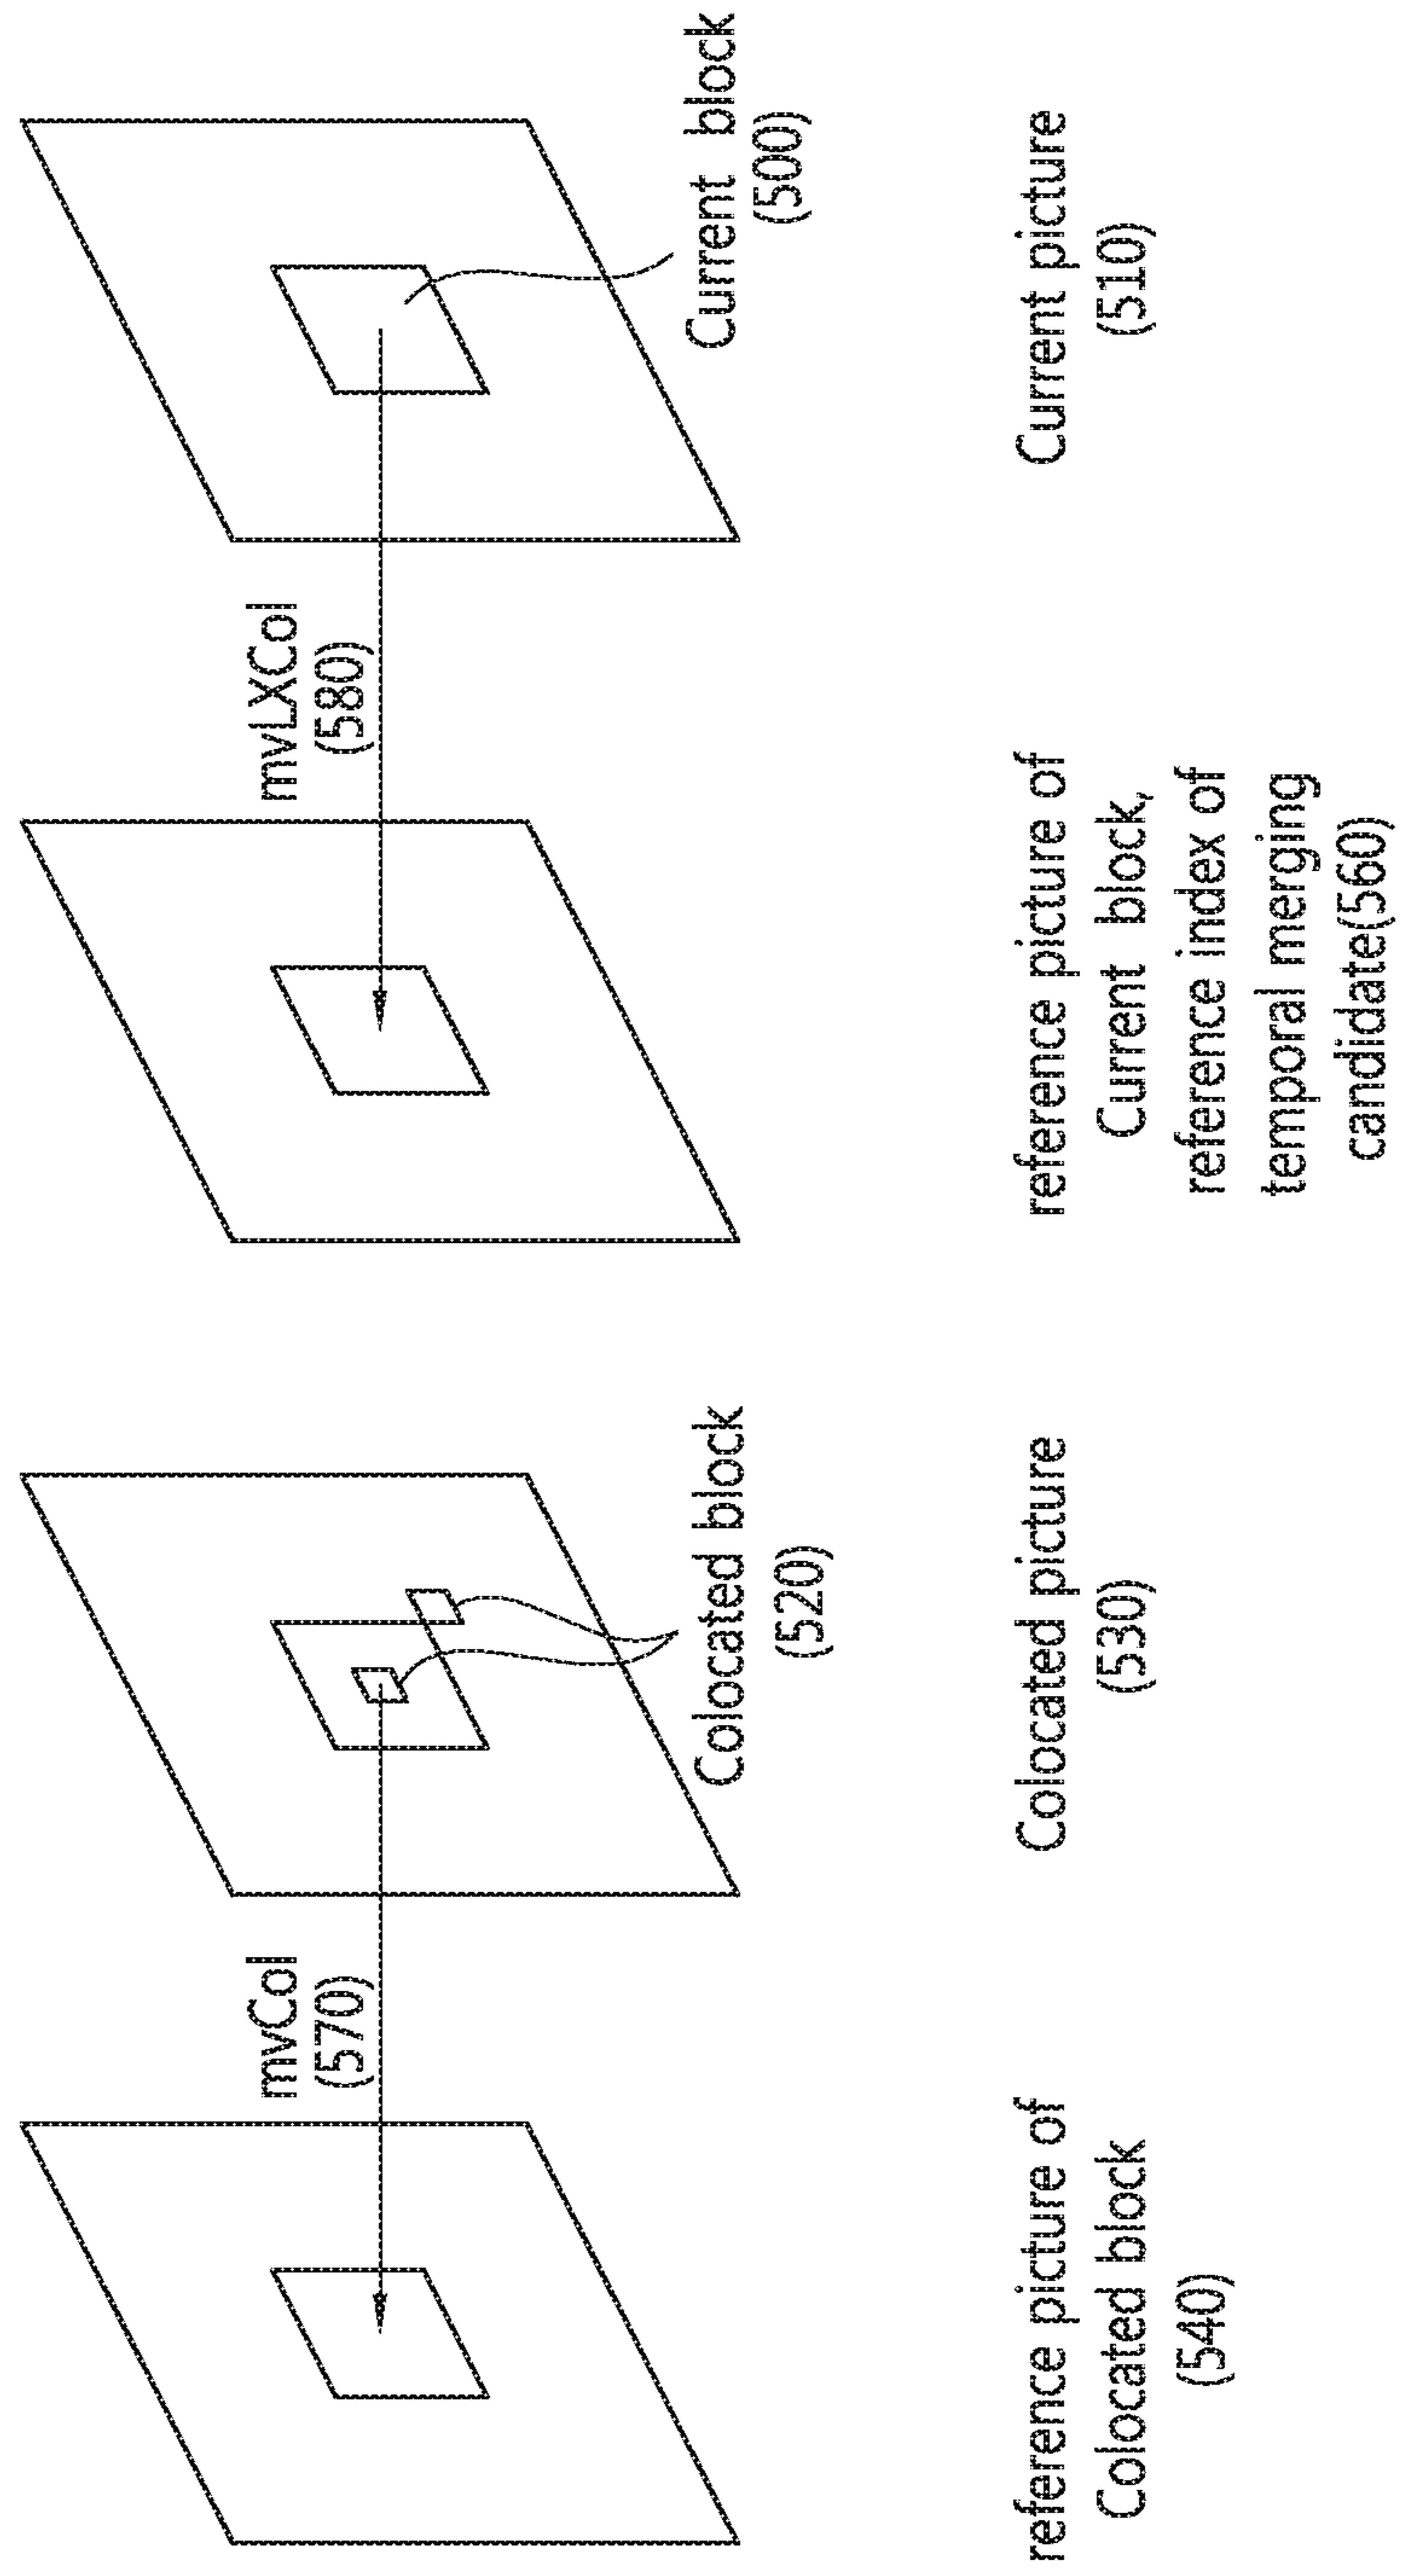 mvCol
(570)
mvLXCol
(580)
Colocated block
(520)
Current block
(500)
reference picture of
Colocated block
(540)
Colocated picture
(530)
reference picture of
Current block,
reference index of
temporal merging
candidate(560)
Current picture
(510)